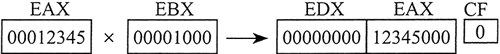 EAX EBX EDX EAX CF
00012345 × 00001000 → 00000000 12345000 0